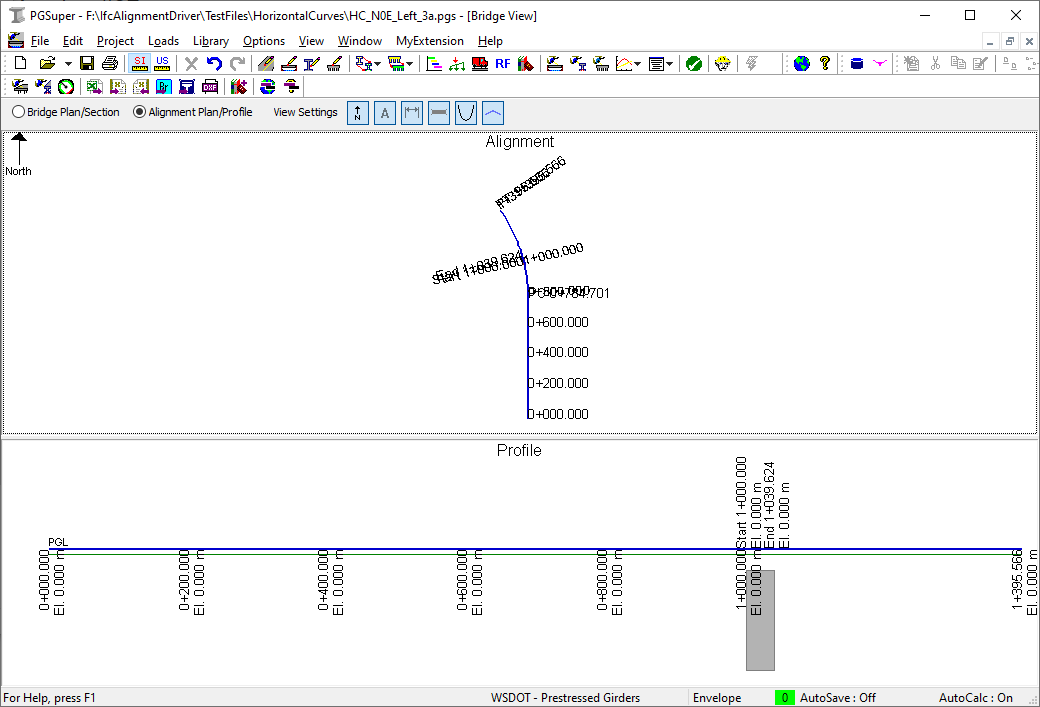 PGSuper - F:\IfcAlignmentDriver\TestFiles\HorizontalCurves\HC_N0E_Left_3a.pgs - [Bridge View]
File Edit Project Loads Library Options View Window MyExtension Help
SI US RF
DXF
Bridge Plan/Section Alignment Plan/Profile View Settings N A
Alignment
North
End 1+039.624
Start 1+000.000
1+000.000
0+800.000
0+600.000
0+400.000
0+200.000
0+000.000
Profile
Start 1+000.000
El. 0.000 m
End 1+039.624
El. 0.000 m
PGL
0+000.000
El. 0.000 m
0+200.000
El. 0.000 m
0+400.000
El. 0.000 m
0+600.000
El. 0.000 m
0+800.000
El. 0.000 m
1+000.000
El. 0.000 m
1+395.566
El. 0.000 m
For Help, press F1 WSDOT - Prestressed Girders Envelope 0 AutoSave : Off AutoCalc : On